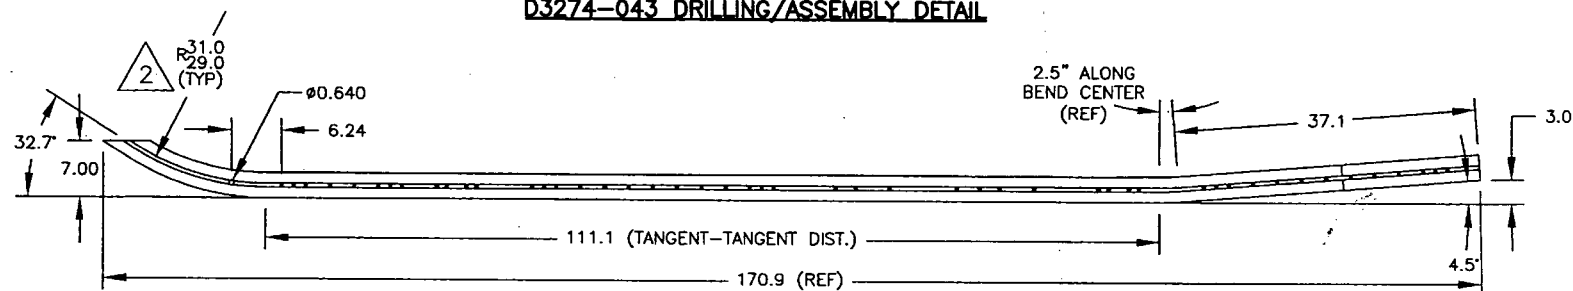 D3274-043 DRILLING/ASSEMBLY DETAIL
2
R31.0
29.0
(TYP)
ø0.640
6.24
32.7°
7.00
2.5" ALONG
BEND CENTER
(REF)
37.1
3.0
111.1 (TANGENT-TANGENT DIST.)
4.5°
170.9 (REF)